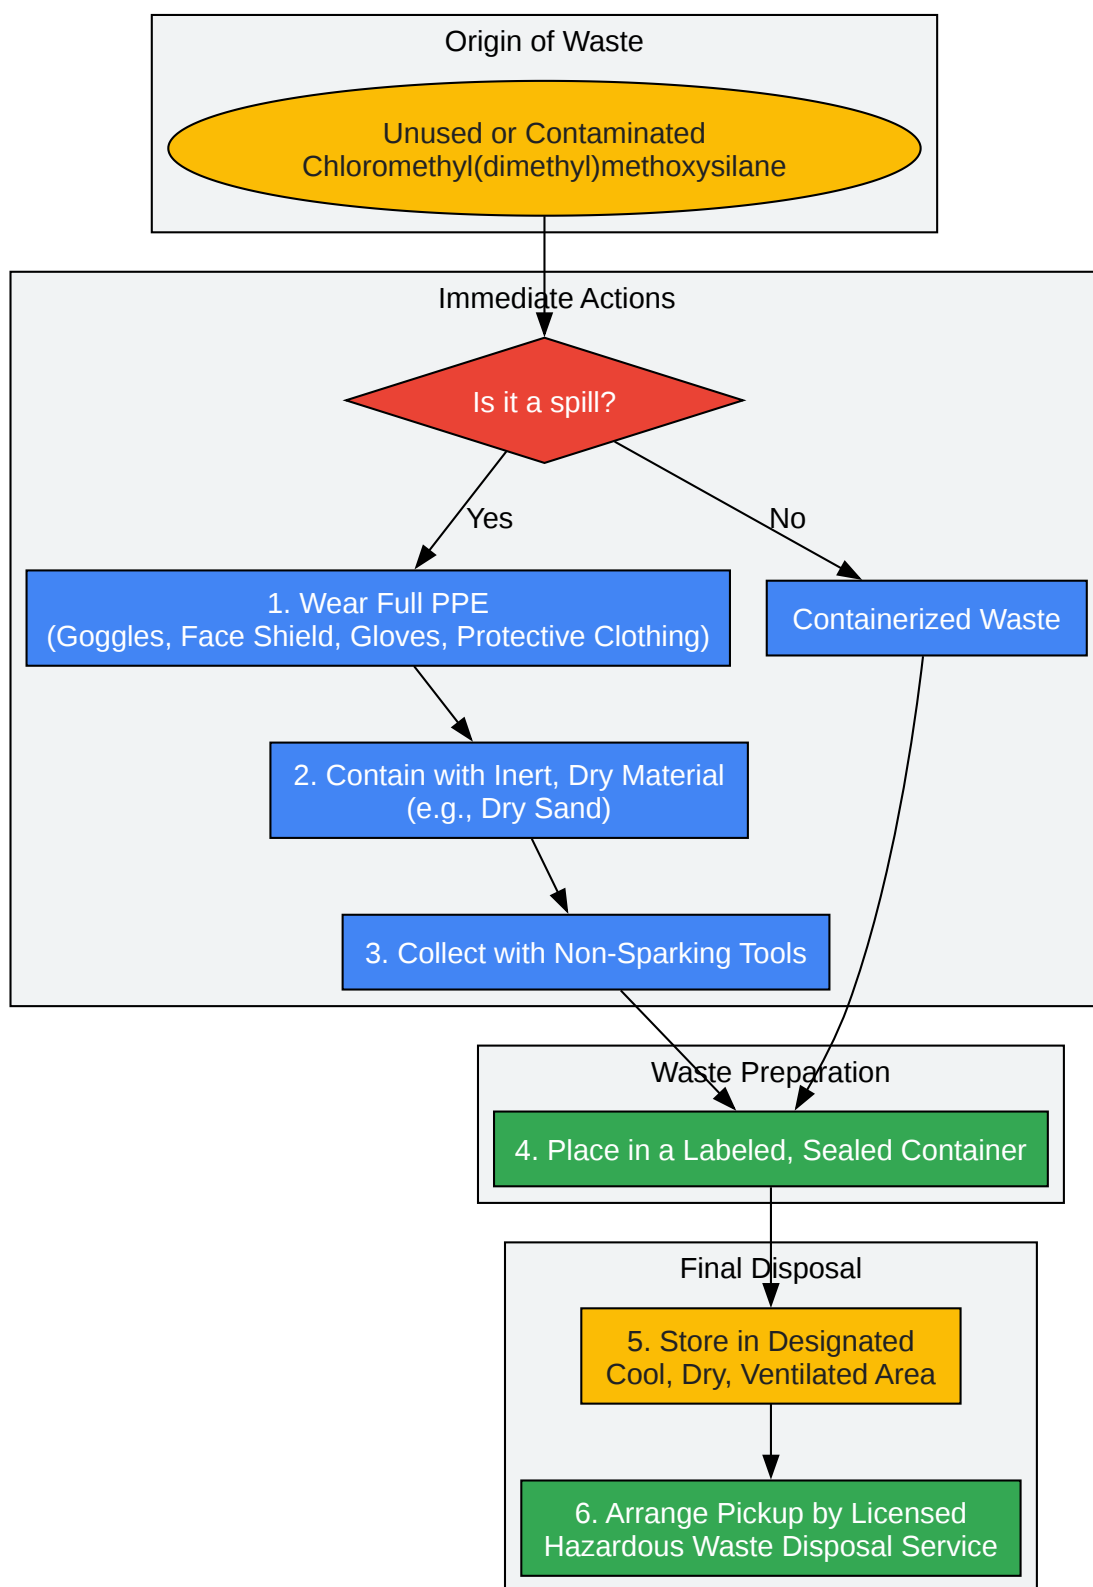 Origin of Waste
Unused or Contaminated
Chloromethyl(dimethyl)methoxysilane
Immediate Actions
Is it a spill?
Yes
No
1. Wear Full PPE
(Goggles, Face Shield, Gloves, Protective Clothing)
Containerized Waste
2. Contain with Inert, Dry Material
(e.g., Dry Sand)
3. Collect with Non-Sparking Tools
Waste Preparation
4. Place in a Labeled, Sealed Container
Final Disposal
5. Store in Designated
Cool, Dry, Ventilated Area
6. Arrange Pickup by Licensed
Hazardous Waste Disposal Service